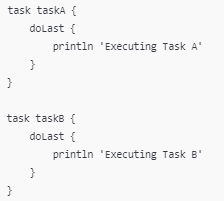 task taskA {
    doLast {
        println 'Executing Task A'
    }
}

task taskB {
    doLast {
        println 'Executing Task B'
    }
}